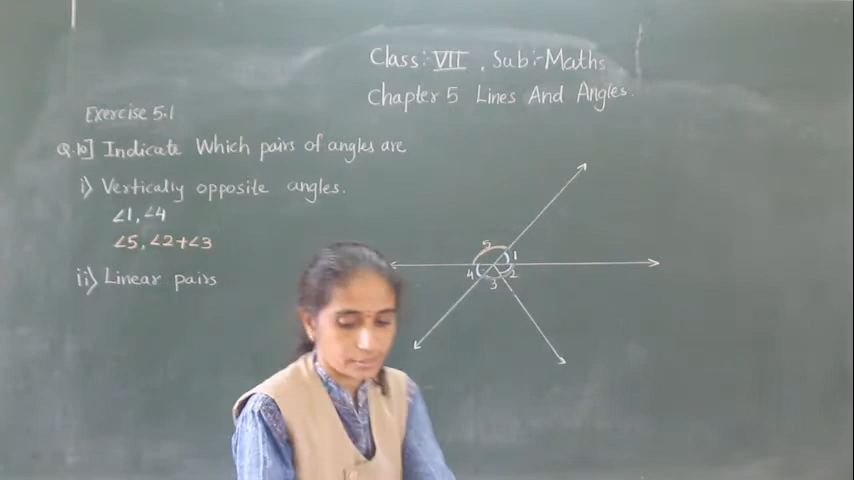 Class:- VII , Sub:- Maths
Chapter 5 Lines And Angles.
Exercise 5.1
Q.10] Indicate Which pairs of angles are
i) Vertically opposite angles.
∠1, ∠4
∠5, ∠2+∠3
ii) Linear pairs
5
1
4
2
3